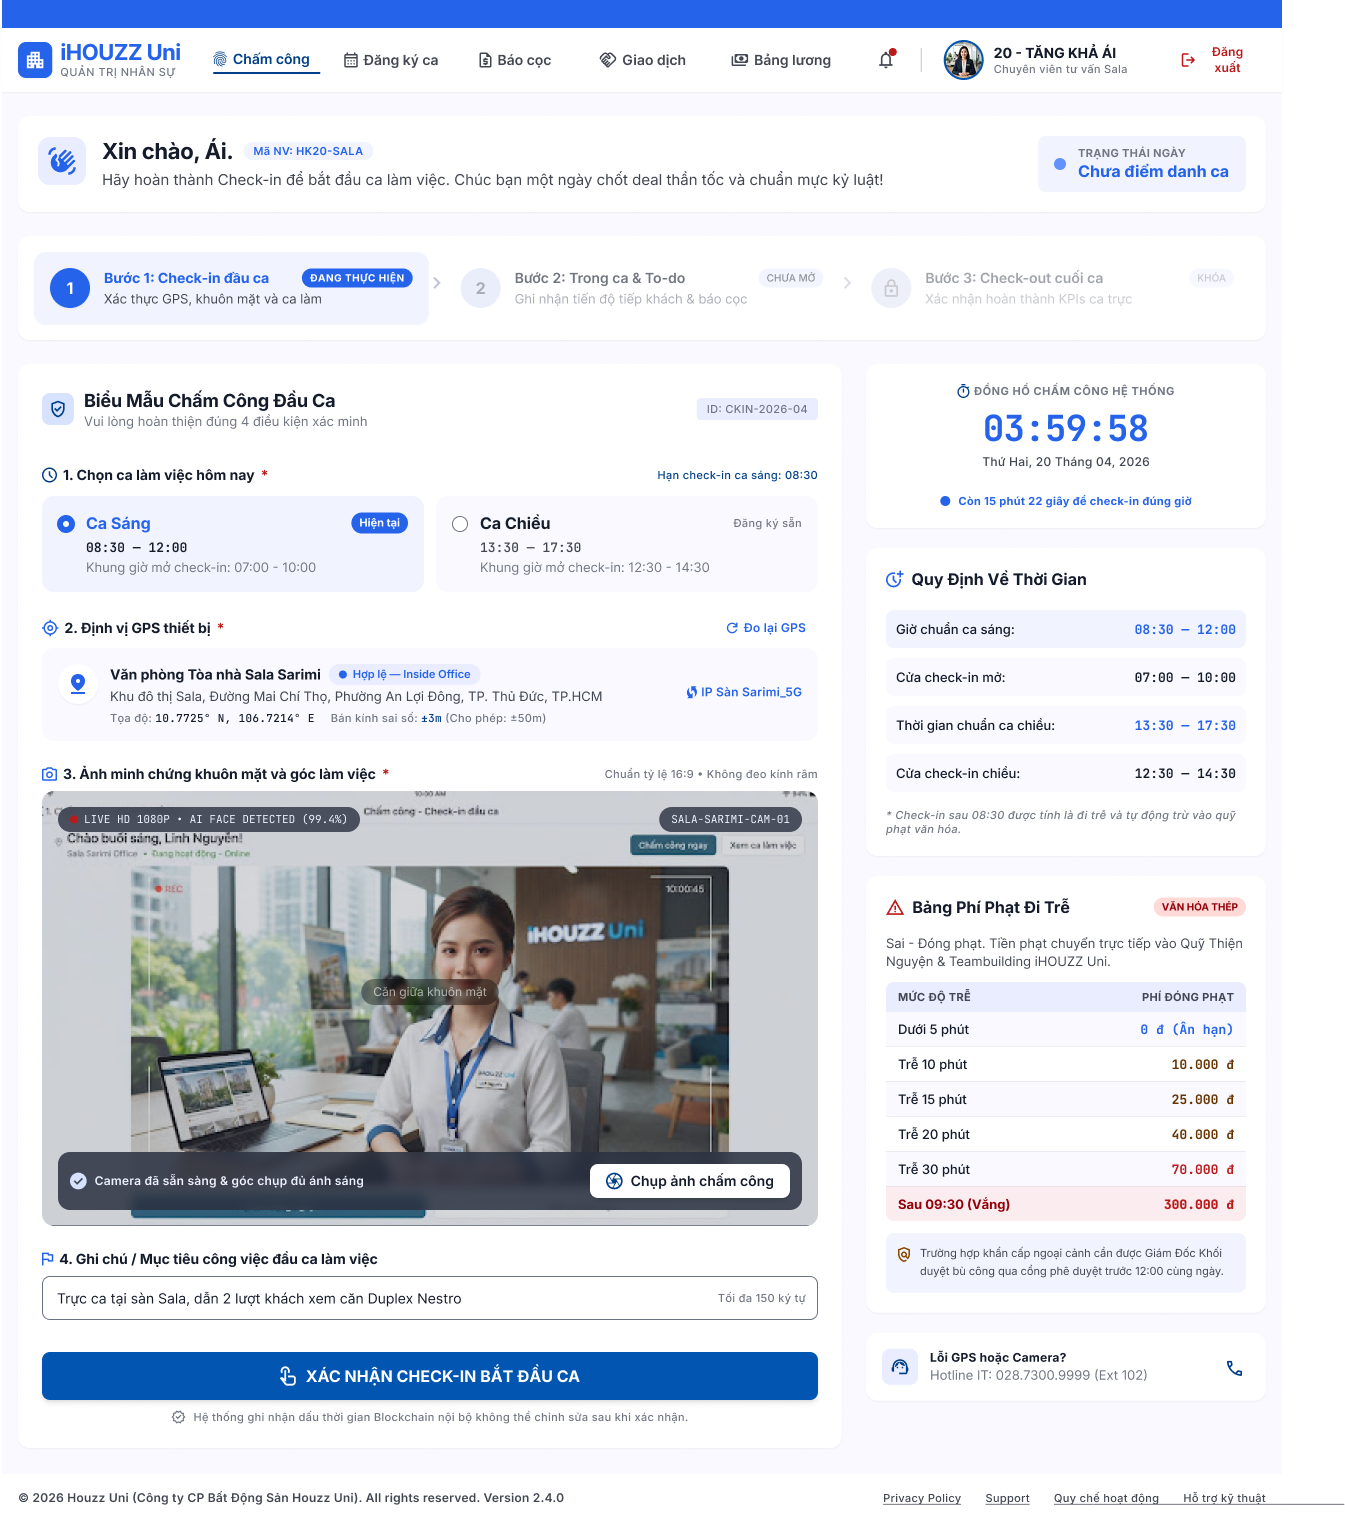 iHOUZZ Uni
QUẢN TRỊ NHÂN SỰ
Chấm công
Đăng ký ca
Báo cọc
Giao dịch
Bảng lương
20 - TĂNG KHẢ ÁI
Chuyên viên tư vấn Sala
Đăng
xuất
Xin chào, Ái.
Mã NV: HK20-SALA
Hãy hoàn thành Check-in để bắt đầu ca làm việc. Chúc bạn một ngày chốt deal thần tốc và chuẩn mực kỷ luật!
TRẠNG THÁI NGÀY
Chưa điểm danh ca
1
Bước 1: Check-in đầu ca
ĐANG THỰC HIỆN
Xác thực GPS, khuôn mặt và ca làm
2
Bước 2: Trong ca & To-do
CHƯA MỞ
Ghi nhận tiến độ tiếp khách & báo cọc
Bước 3: Check-out cuối ca
KHÓA
Xác nhận hoàn thành KPIs ca trực
Biểu Mẫu Chấm Công Đầu Ca
Vui lòng hoàn thiện đúng 4 điều kiện xác minh
ID: CKIN-2026-04
1. Chọn ca làm việc hôm nay *
Hạn check-in ca sáng: 08:30
Ca Sáng
Hiện tại
08:30 – 12:00
Khung giờ mở check-in: 07:00 - 10:00
Ca Chiều
Đăng ký sẵn
13:30 – 17:30
Khung giờ mở check-in: 12:30 - 14:30
2. Định vị GPS thiết bị *
Đo lại GPS
Văn phòng Tòa nhà Sala Sarimi
Hợp lệ — Inside Office
Khu đô thị Sala, Đường Mai Chí Thọ, Phường An Lợi Đông, TP. Thủ Đức, TP.HCM
Tọa độ: 10.7725° N, 106.7214° E
Bán kính sai số: ±3m (Cho phép: ±50m)
IP Sàn Sarimi_5G
3. Ảnh minh chứng khuôn mặt và góc làm việc *
Chuẩn tỷ lệ 16:9 • Không đeo kính râm
10:00 AM
Chấm công - Check-in đầu ca
LIVE HD 1080P • AI FACE DETECTED (99.4%)
SALA-SARIMI-CAM-01
Chào buổi sáng, Linh Nguyễn!
Sala Sarimi Office • Đang hoạt động - Online
Chấm công ngay
Xem ca làm việc
REC
10:00:45
iHOUZZ Uni
Căn giữa khuôn mặt
iHOUZZ Uni
Camera đã sẵn sàng & góc chụp đủ ánh sáng
Chụp ảnh chấm công
4. Ghi chú / Mục tiêu công việc đầu ca làm việc
Trực ca tại sàn Sala, dẫn 2 lượt khách xem căn Duplex Nestro
Tối đa 150 ký tự
XÁC NHẬN CHECK-IN BẮT ĐẦU CA
Hệ thống ghi nhận dấu thời gian Blockchain nội bộ không thể chỉnh sửa sau khi xác nhận.
ĐỒNG HỒ CHẤM CÔNG HỆ THỐNG
03:59:58
Thứ Hai, 20 Tháng 04, 2026
Còn 15 phút 22 giây để check-in đúng giờ
Quy Định Về Thời Gian
Giờ chuẩn ca sáng:
08:30 – 12:00
Cửa check-in mở:
07:00 – 10:00
Thời gian chuẩn ca chiều:
13:30 – 17:30
Cửa check-in chiều:
12:30 – 14:30
* Check-in sau 08:30 được tính là đi trễ và tự động trừ vào quỹ
phạt văn hóa.
Bảng Phí Phạt Đi Trễ
VĂN HÓA THÉP
Sai - Đóng phạt. Tiền phạt chuyển trực tiếp vào Quỹ Thiện
Nguyện & Teambuilding iHOUZZ Uni.
MỨC ĐỘ TRỄ
PHÍ ĐÓNG PHẠT
Dưới 5 phút
0 đ (Ân hạn)
Trễ 10 phút
10.000 đ
Trễ 15 phút
25.000 đ
Trễ 20 phút
40.000 đ
Trễ 30 phút
70.000 đ
Sau 09:30 (Vắng)
300.000 đ
Trường hợp khẩn cấp ngoại cảnh cần được Giám Đốc Khối
duyệt bù công qua cổng phê duyệt trước 12:00 cùng ngày.
Lỗi GPS hoặc Camera?
Hotline IT: 028.7300.9999 (Ext 102)
© 2026 Houzz Uni (Công ty CP Bất Động Sản Houzz Uni). All rights reserved. Version 2.4.0
Privacy Policy
Support
Quy chế hoạt động
Hỗ trợ kỹ thuật